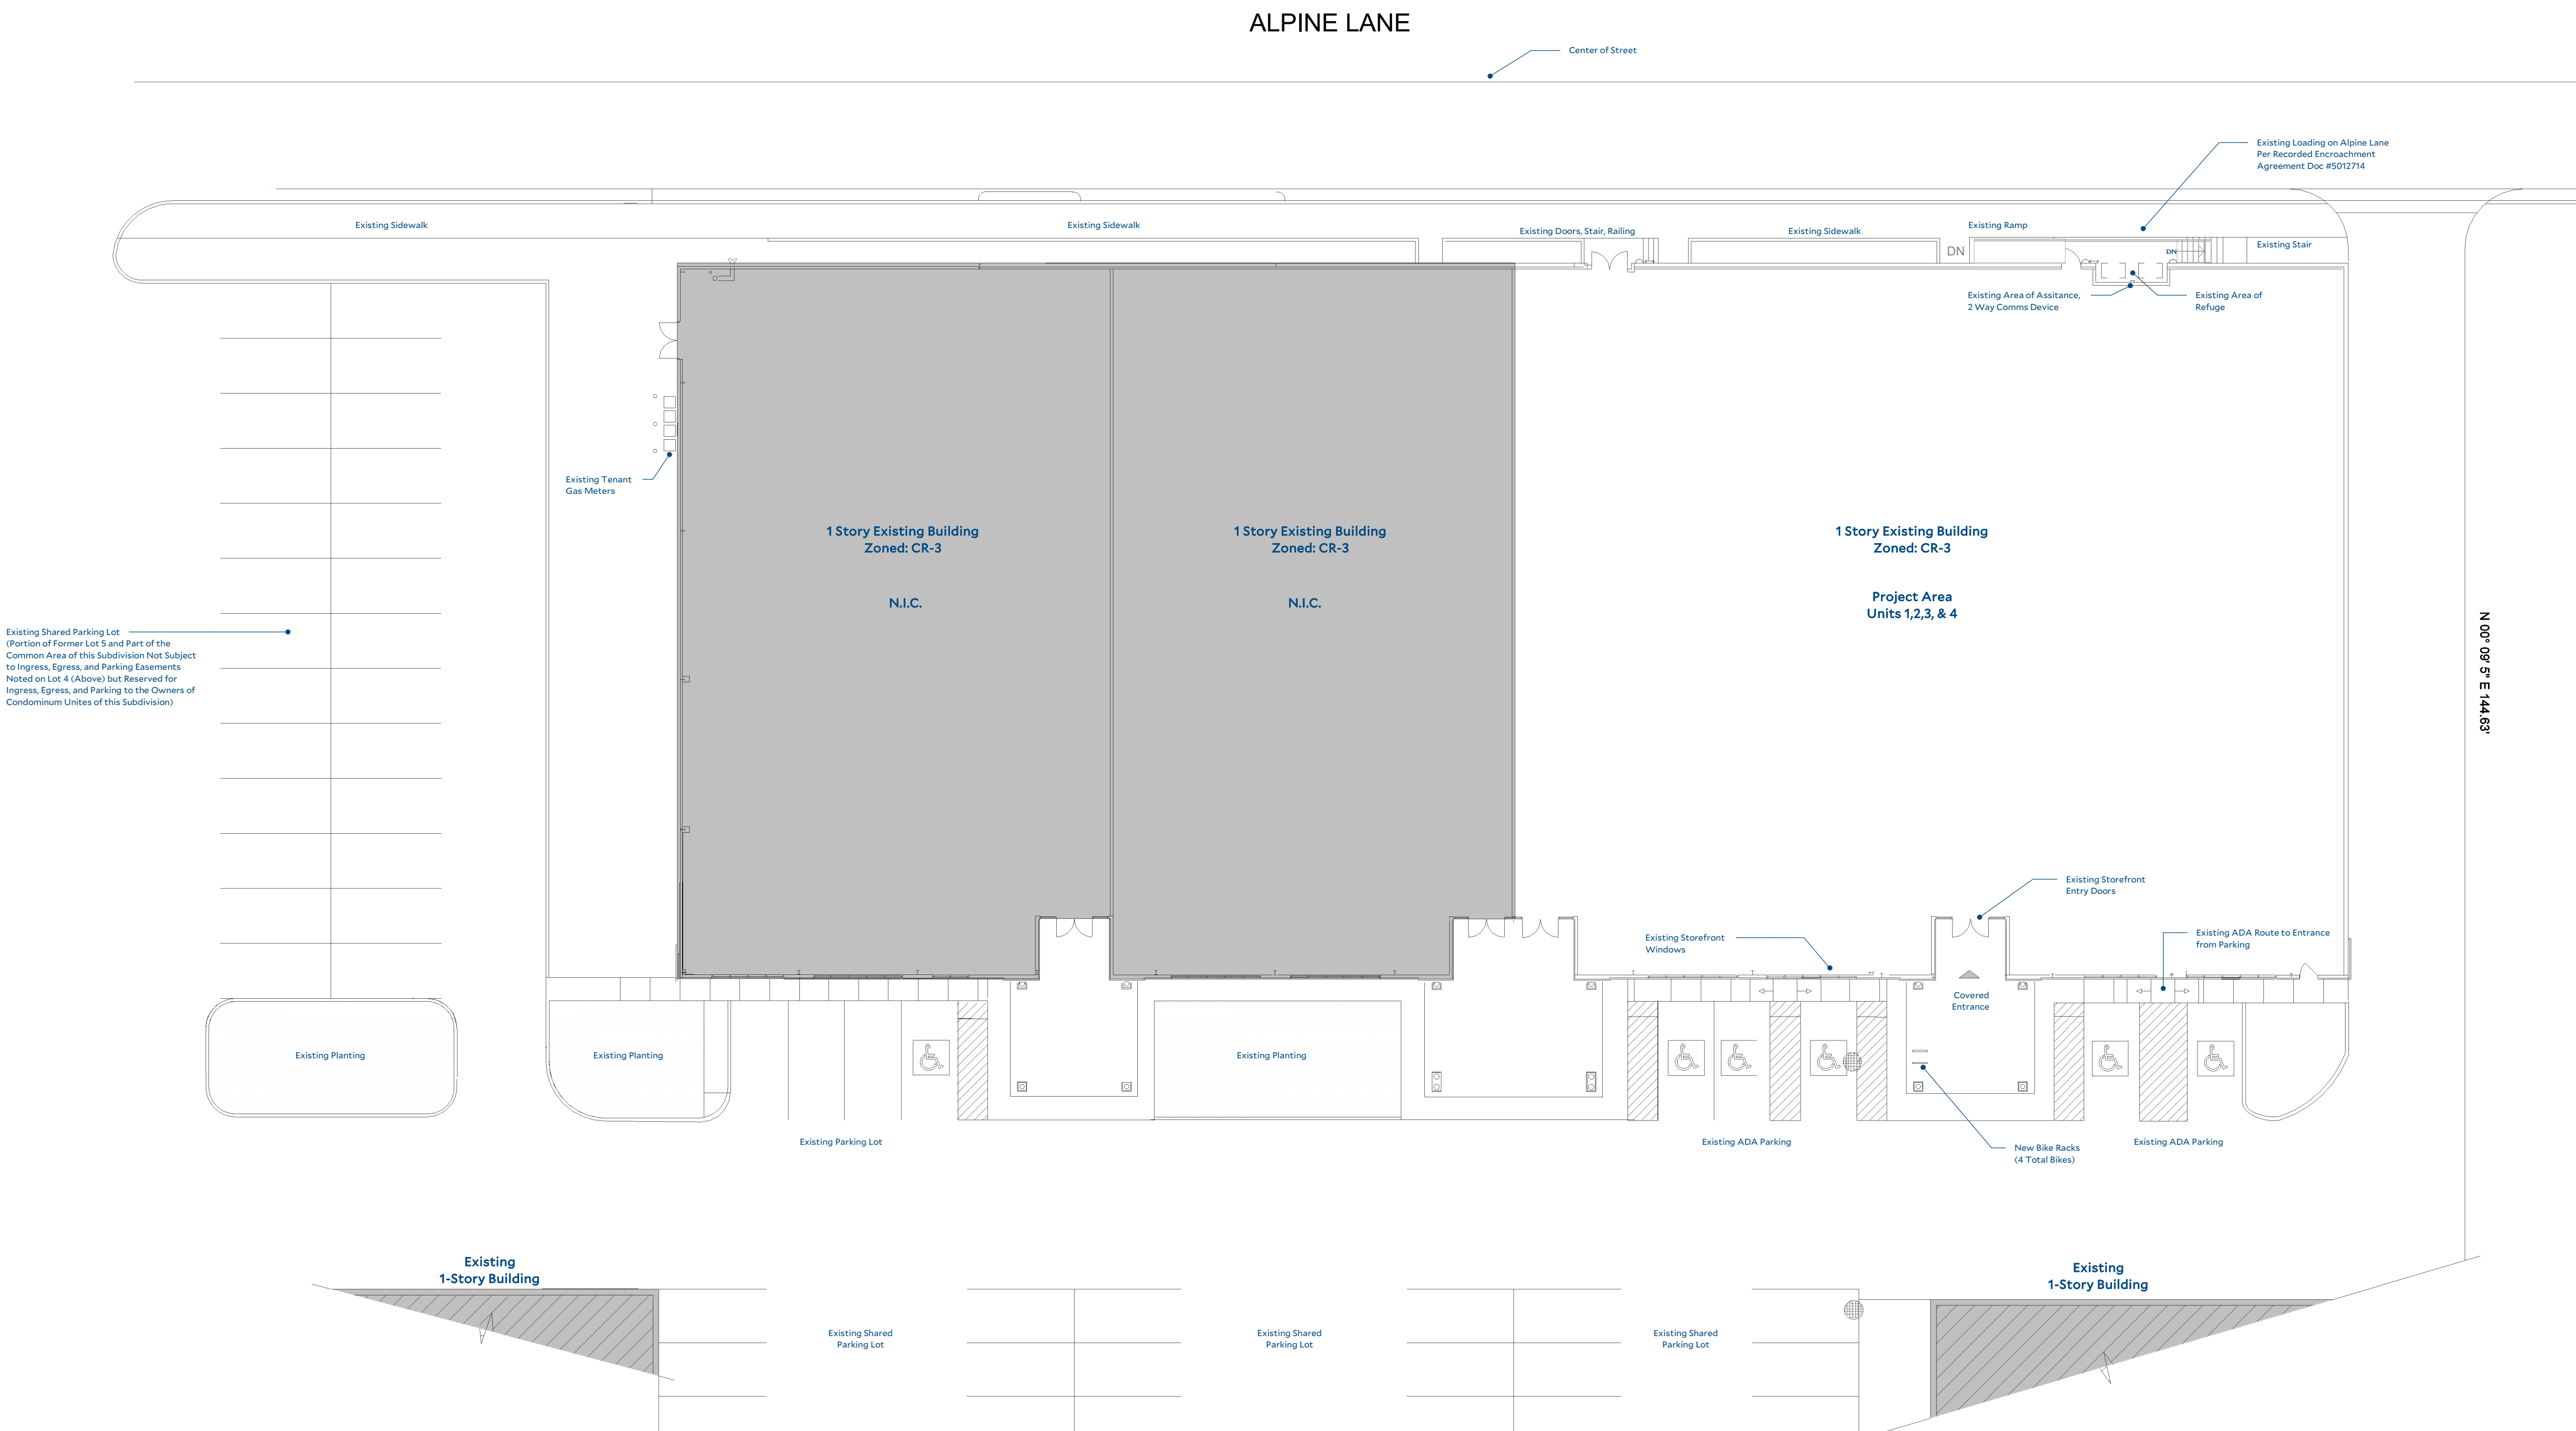 ALPINE LANE
Center of Street
Existing Loading on Alpine Lane
Per Recorded Encroachment
Agreement Doc #5012714
Existing Sidewalk
Existing Sidewalk
Existing Doors, Stair, Railing
Existing Sidewalk
Existing Ramp
DN
DN
Existing Stair
Existing Area of Assitance,
2 Way Comms Device
Existing Area of
Refuge
Existing Tenant
Gas Meters
1 Story Existing Building
Zoned: CR-3
N.I.C.
1 Story Existing Building
Zoned: CR-3
N.I.C.
1 Story Existing Building
Zoned: CR-3
Project Area
Units 1,2,3, & 4
N 00° 09' 5" E 144.63'
Existing Shared Parking Lot
(Portion of Former Lot 5 and Part of the
Common Area of this Subdivision Not Subject
to Ingress, Egress, and Parking Easements
Noted on Lot 4 (Above) but Reserved for
Ingress, Egress, and Parking to the Owners of
Condominum Unites of this Subdivision)
Existing Storefront
Entry Doors
Existing Storefront
Windows
Existing ADA Route to Entrance
from Parking
Covered
Entrance
Existing Planting
Existing Planting
Existing Planting
Existing Parking Lot
Existing ADA Parking
New Bike Racks
(4 Total Bikes)
Existing ADA Parking
Existing
1-Story Building
Existing
1-Story Building
Existing Shared
Parking Lot
Existing Shared
Parking Lot
Existing Shared
Parking Lot